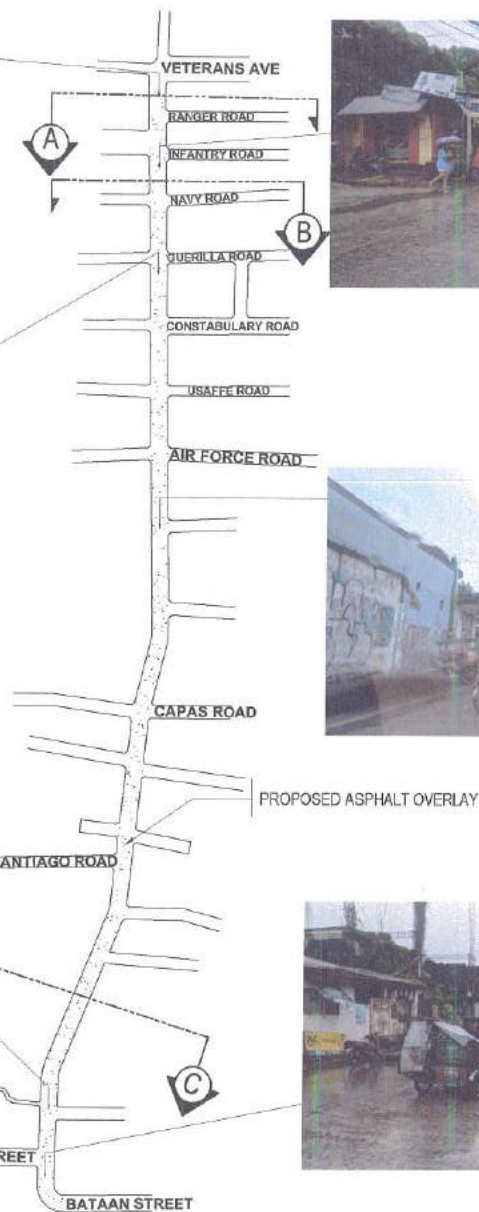 VETERANS AVE
RANGER ROAD
A
INFANTRY ROAD
NAVY ROAD
B
GUERILLA ROAD
CONSTABULARY ROAD
USAFFE ROAD
AIR FORCE ROAD
CAPAS ROAD
PROPOSED ASPHALT OVERLAY
ANTIAGO ROAD
C
REET
BATAAN STREET